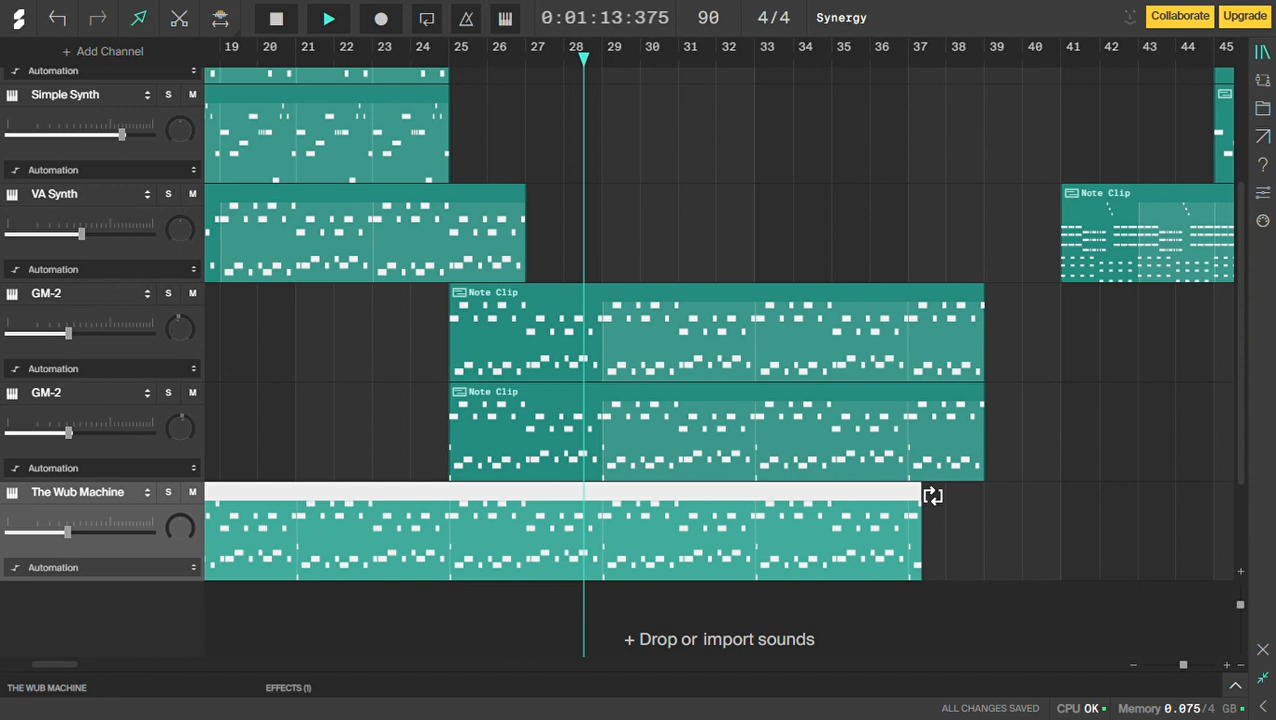 0:01:13:375 90 4/4 Synergy Collaborate Upgrade
+ Add Channel 19 20 21 22 23 24 25 26 27 28 29 30 31 32 33 34 35 36 37 38 39 40 41 42 43 44 45
Automation
Simple Synth S M
Automation
VA Synth S M Note Clip
Automation
GM-2 S M Note Clip
Automation
GM-2 S M Note Clip
Automation
The Wub Machine S M
Automation
+ Drop or import sounds
THE WUB MACHINE EFFECTS (1)
ALL CHANGES SAVED CPU OK Memory 0.075/4 GB